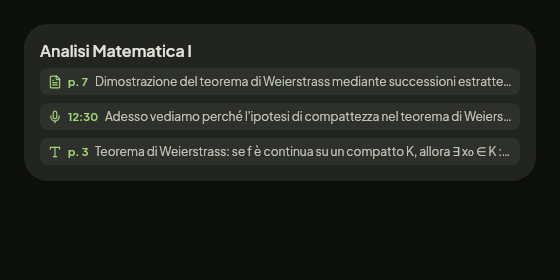 Analisi Matematica I
p. 7 Dimostrazione del teorema di Weierstrass mediante successioni estratte...
12:30 Adesso vediamo perché l'ipotesi di compattezza nel teorema di Weiers...
p. 3 Teorema di Weierstrass: se f è continua su un compatto K, allora ∃ x₀ ∈ K :...